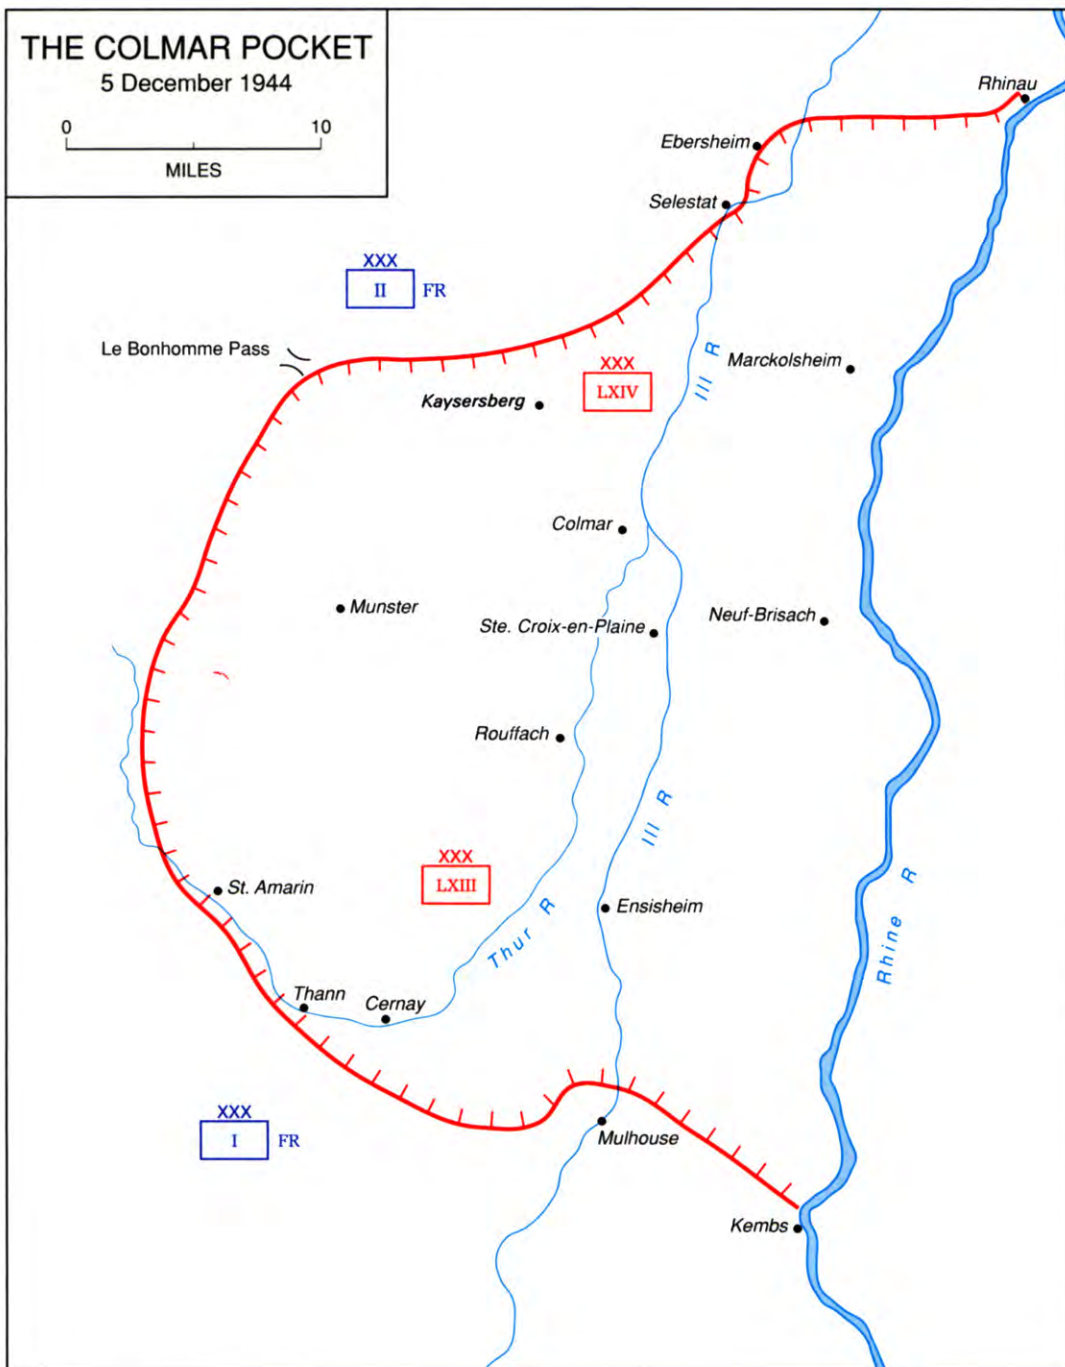 THE COLMAR POCKET
5 December 1944
0 10
MILES
Rhinau
Ebersheim
Selestat
XXX
II FR
Le Bonhomme Pass
III R
Marckolsheim
XXX
LXIV
Kaysersberg
Colmar
Munster
Ste. Croix-en-Plaine
Neuf-Brisach
Rouffach
Ill R
XXX
LXIII
St. Amarin
Ensisheim
Thur R
Rhine R
Thann
Cernay
XXX
I FR
Mulhouse
Kembs